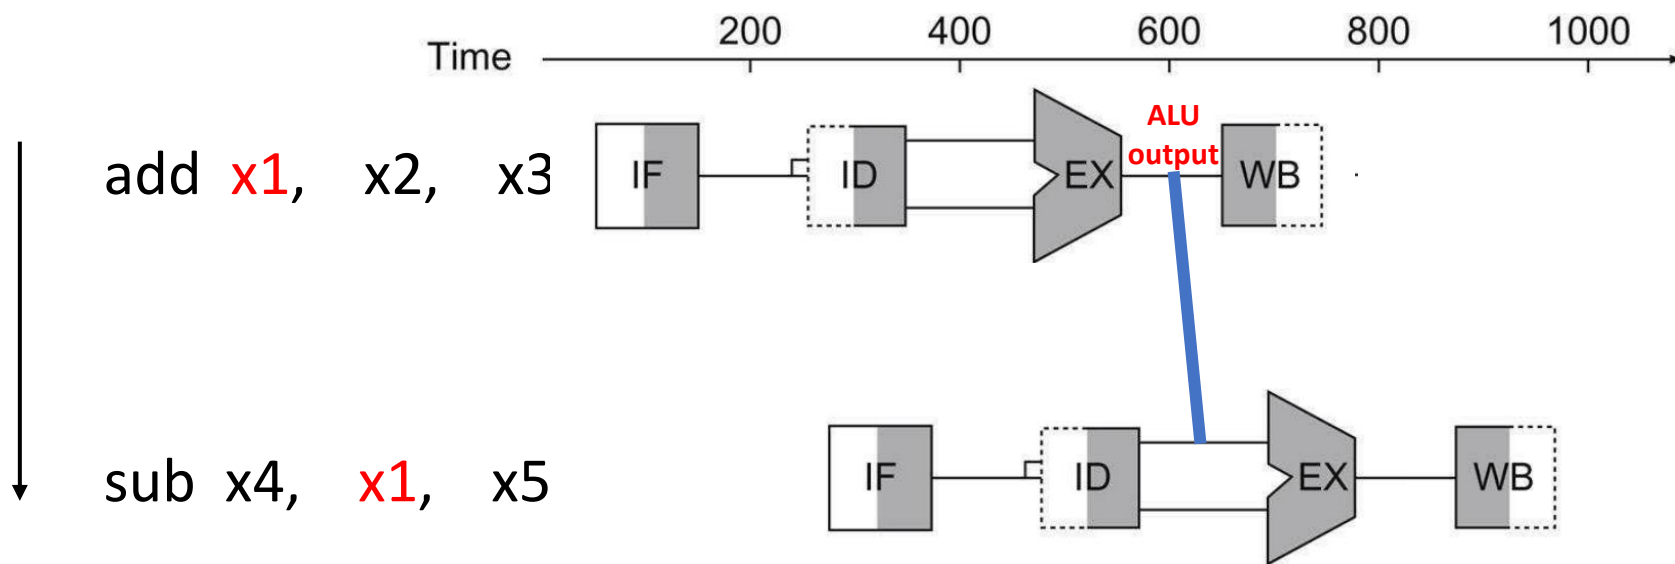 200 400 600 800 1000
Time
add x1, x2, x3
IF ID EX ALU output WB
sub x4, x1, x5
IF ID EX WB